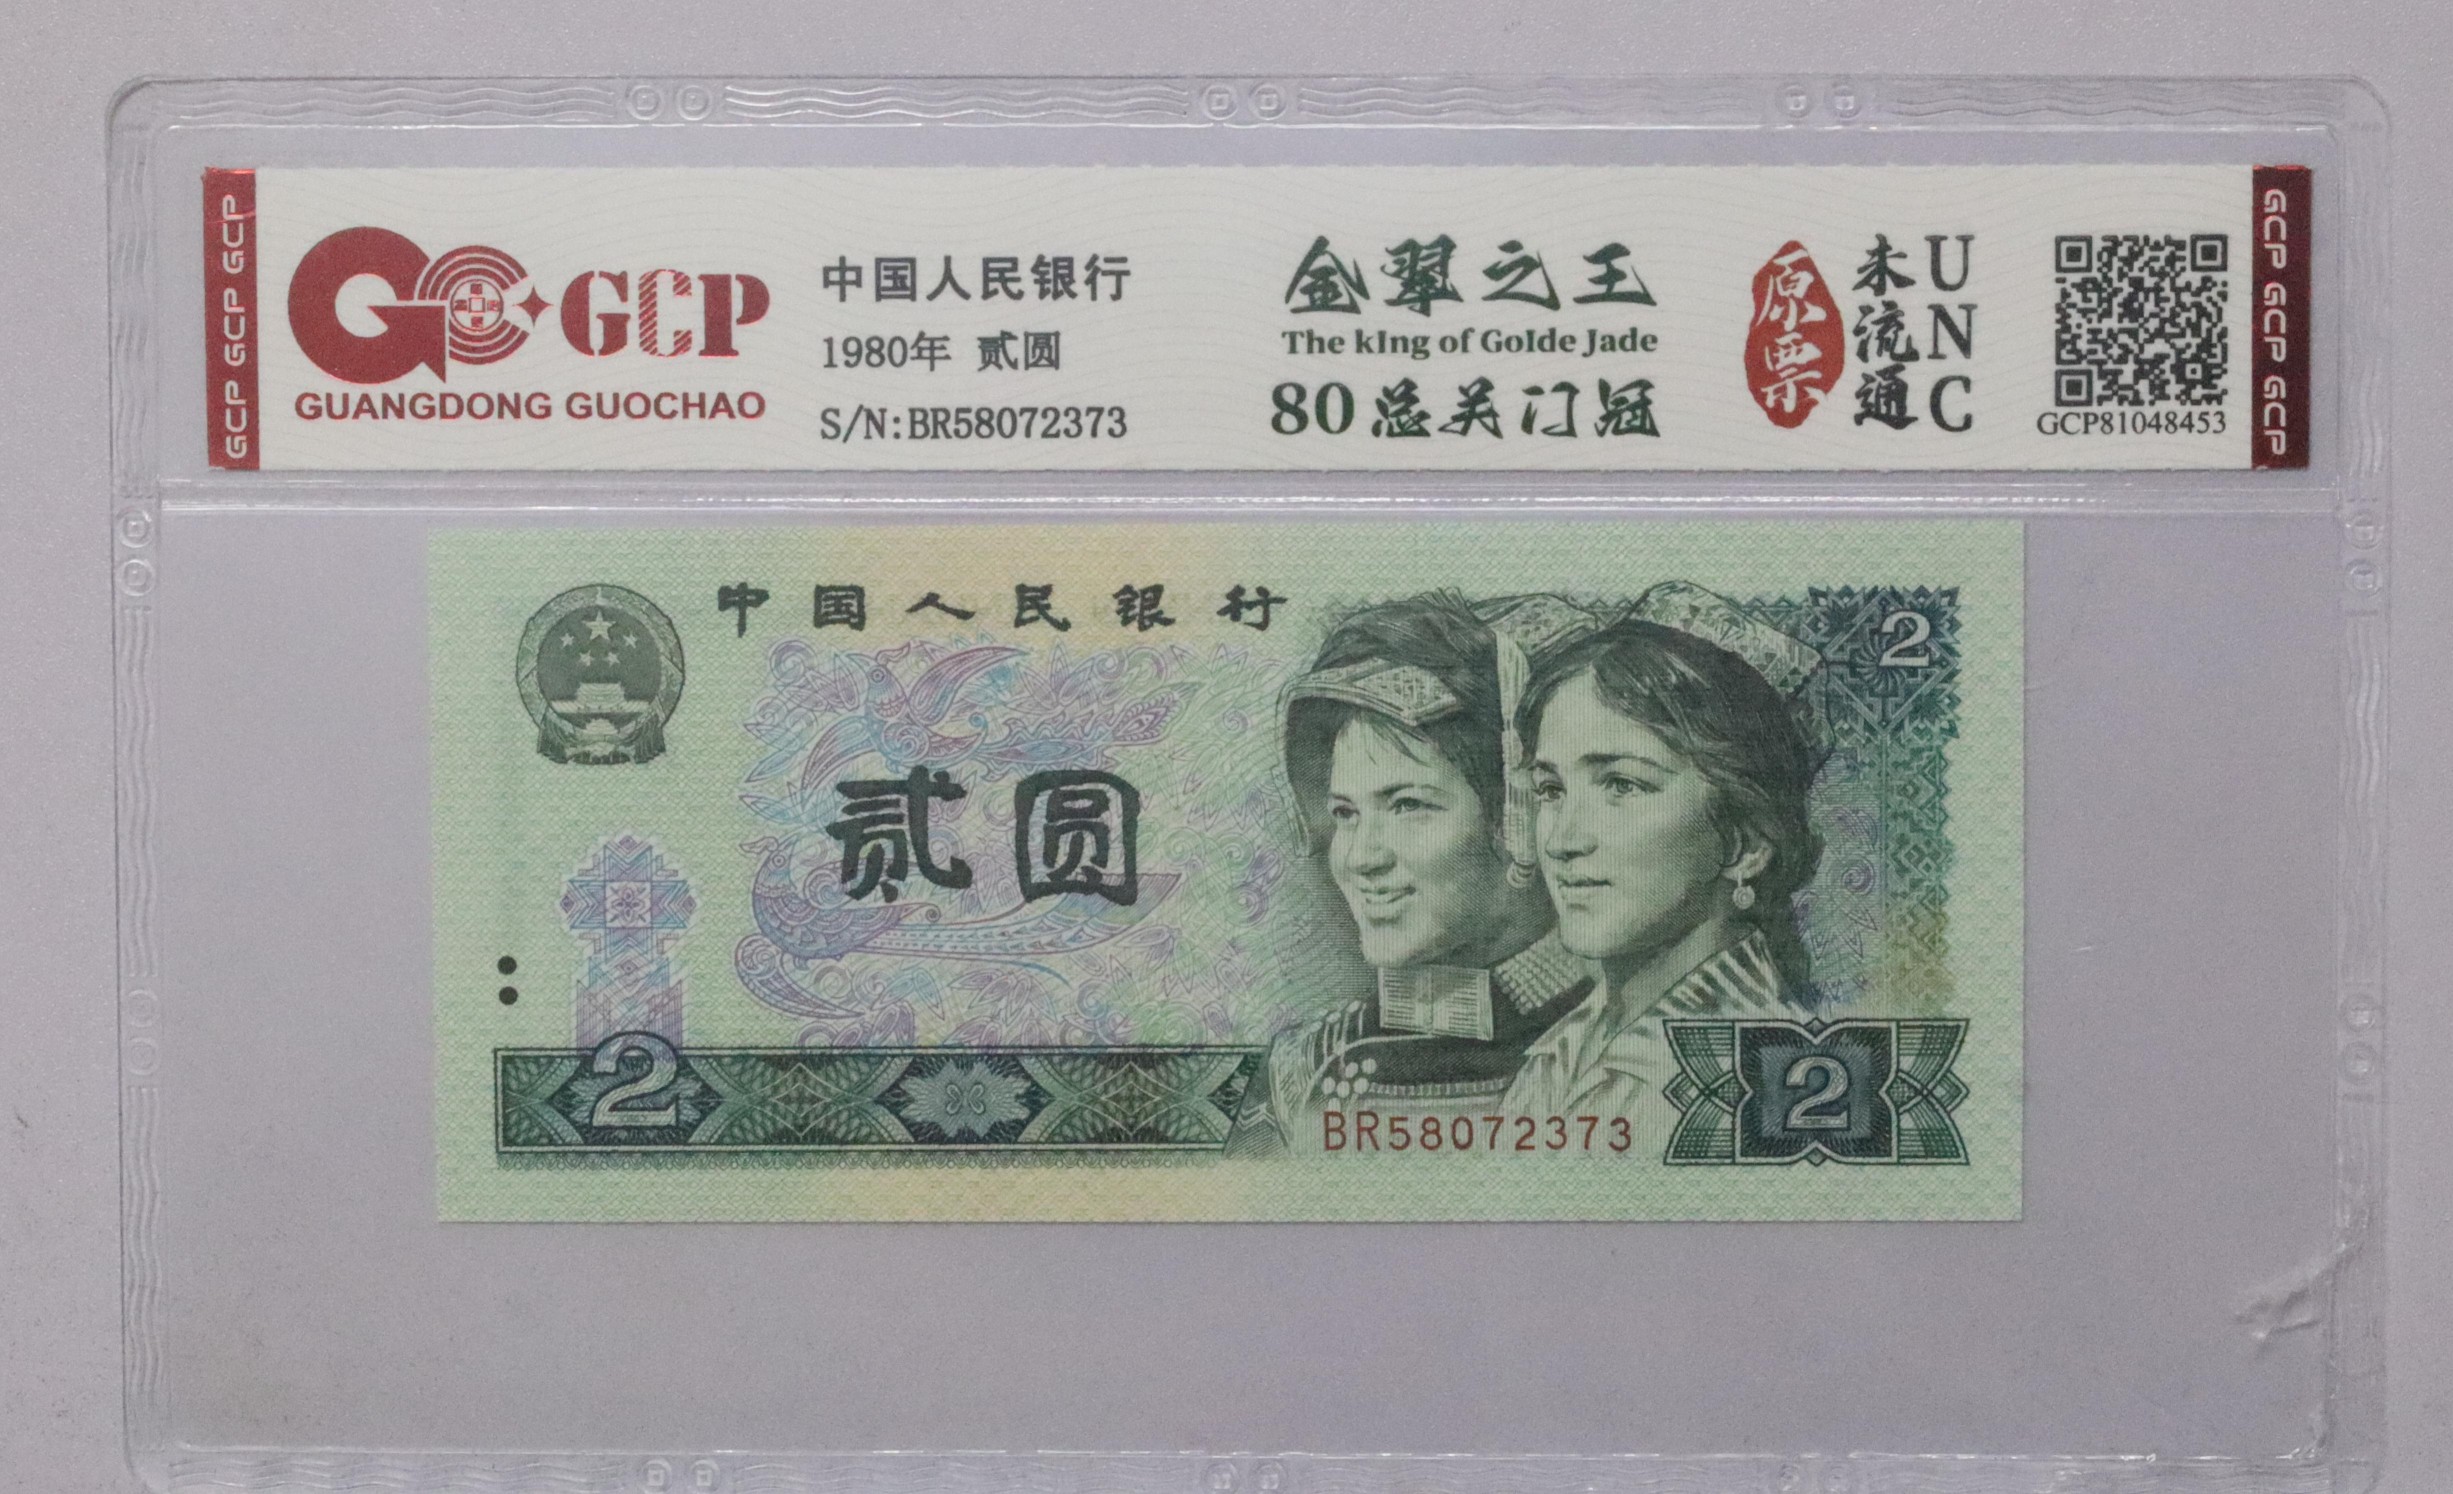 GCP GCP GCP
GCP
GUANGDONG GUOCHAO
中国人民银行
1980年 贰圆
S/N:BR58072373
金翠之王
The kIng of Golde Jade
80总关门冠
原票
未流通
UNC
GCP81048453
GCP GCP GCP
中国人民银行
2
贰圆
2
BR58072373
2